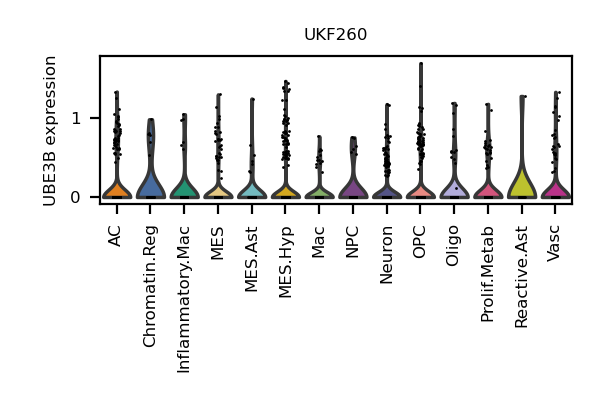 UKF260
UBE3B expression
1
0
AC
Chromatin.Reg
Inflammatory.Mac
MES
MES.Ast
MES.Hyp
Mac
NPC
Neuron
OPC
Oligo
Prolif.Metab
Reactive.Ast
Vasc